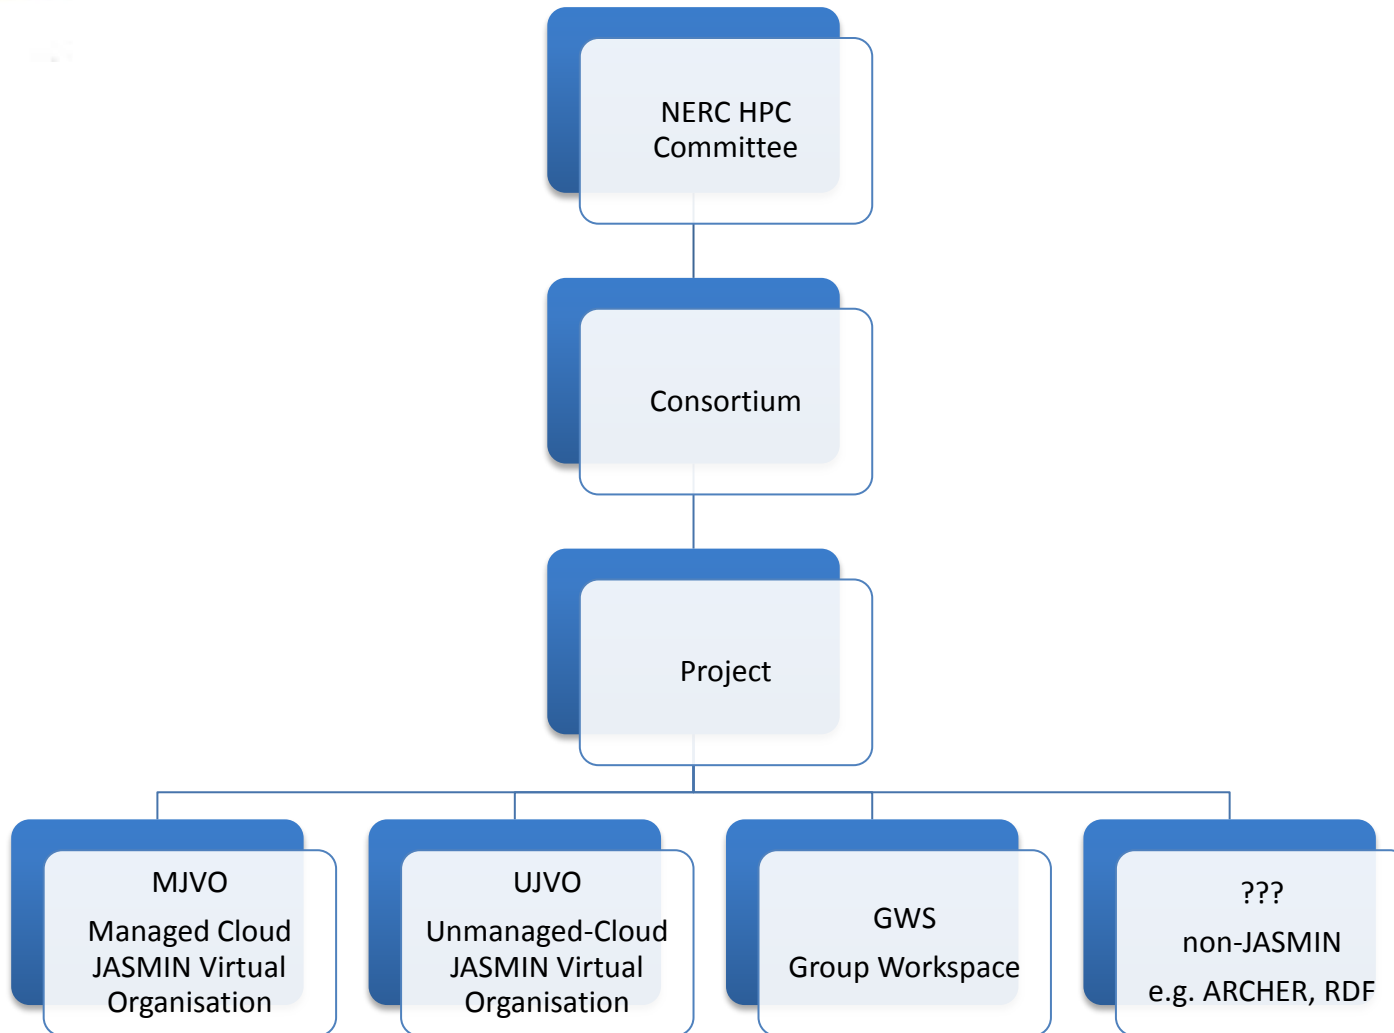 NERC HPC
Committee
Consortium
Project
MJVO
Managed Cloud
JASMIN Virtual
Organisation
UJVO
Unmanaged-Cloud
JASMIN Virtual
Organisation
GWS
Group Workspace
???
non-JASMIN
e.g. ARCHER, RDF